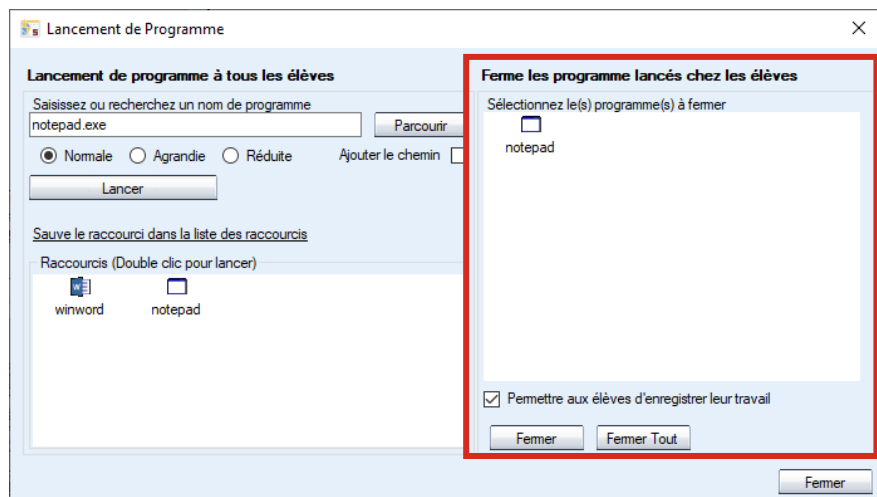 Lancement de Programme
Lancement de programme à tous les élèves
Saisissez ou recherchez un nom de programme
notepad.exe
Parcourir
Normale
Agrandie
Réduite
Ajouter le chemin
Lancer
Sauve le raccourci dans la liste des raccourcis
Raccourcis (Double clic pour lancer)
winword
notepad
Ferme les programme lancés chez les élèves
Sélectionnez le(s) programme(s) à fermer
notepad
Permettre aux élèves d'enregistrer leur travail
Fermer
Fermer Tout
Fermer